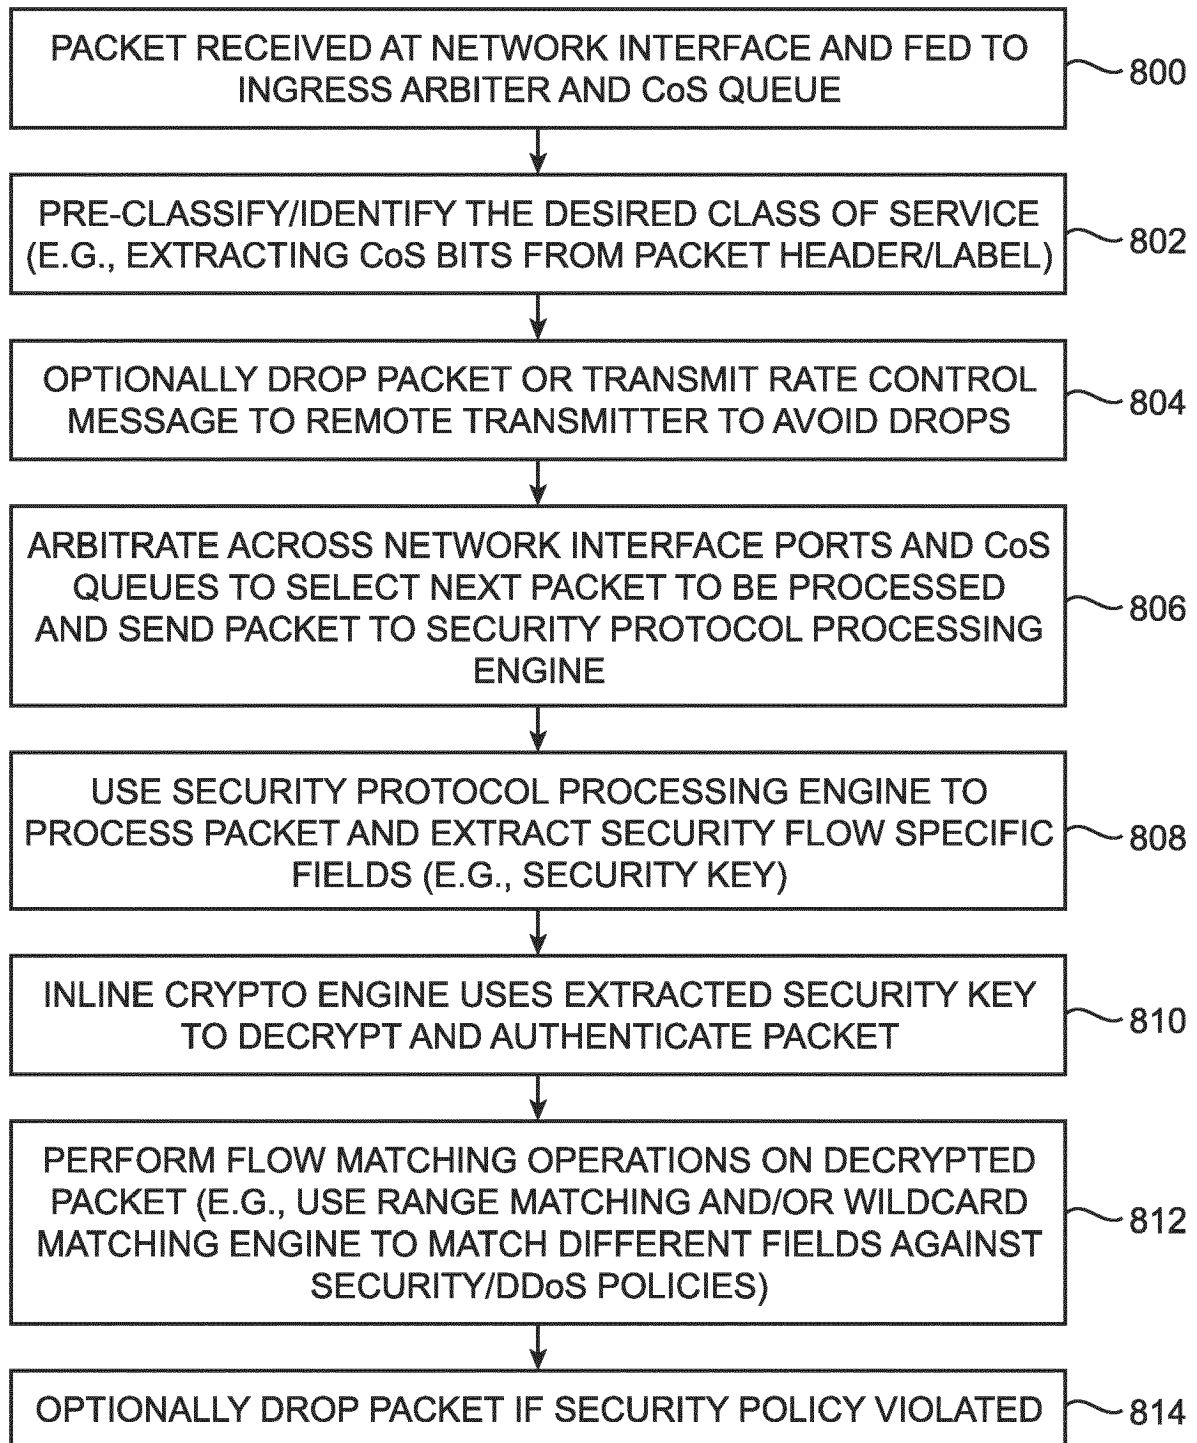 PACKET RECEIVED AT NETWORK INTERFACE AND FED TO
INGRESS ARBITER AND CoS QUEUE
800
PRE-CLASSIFY/IDENTIFY THE DESIRED CLASS OF SERVICE
(E.G., EXTRACTING CoS BITS FROM PACKET HEADER/LABEL)
802
OPTIONALLY DROP PACKET OR TRANSMIT RATE CONTROL
MESSAGE TO REMOTE TRANSMITTER TO AVOID DROPS
804
ARBITRATE ACROSS NETWORK INTERFACE PORTS AND CoS
QUEUES TO SELECT NEXT PACKET TO BE PROCESSED
AND SEND PACKET TO SECURITY PROTOCOL PROCESSING
ENGINE
806
USE SECURITY PROTOCOL PROCESSING ENGINE TO
PROCESS PACKET AND EXTRACT SECURITY FLOW SPECIFIC
FIELDS (E.G., SECURITY KEY)
808
INLINE CRYPTO ENGINE USES EXTRACTED SECURITY KEY
TO DECRYPT AND AUTHENTICATE PACKET
810
PERFORM FLOW MATCHING OPERATIONS ON DECRYPTED
PACKET (E.G., USE RANGE MATCHING AND/OR WILDCARD
MATCHING ENGINE TO MATCH DIFFERENT FIELDS AGAINST
SECURITY/DDoS POLICIES)
812
OPTIONALLY DROP PACKET IF SECURITY POLICY VIOLATED
814